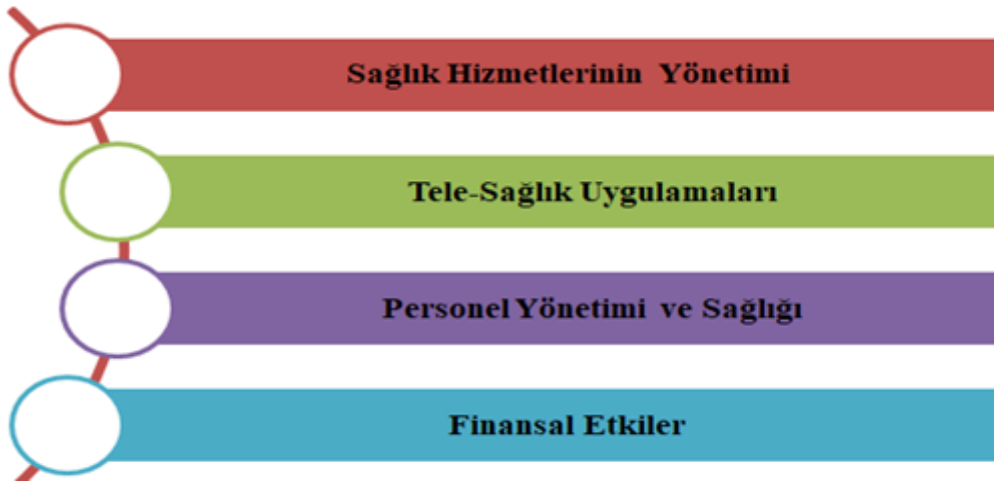 Sağlık Hizmetlerinin Yönetimi
Tele-Sağlık Uygulamaları
Personel Yönetimi ve Sağlığı
Finansal Etkiler